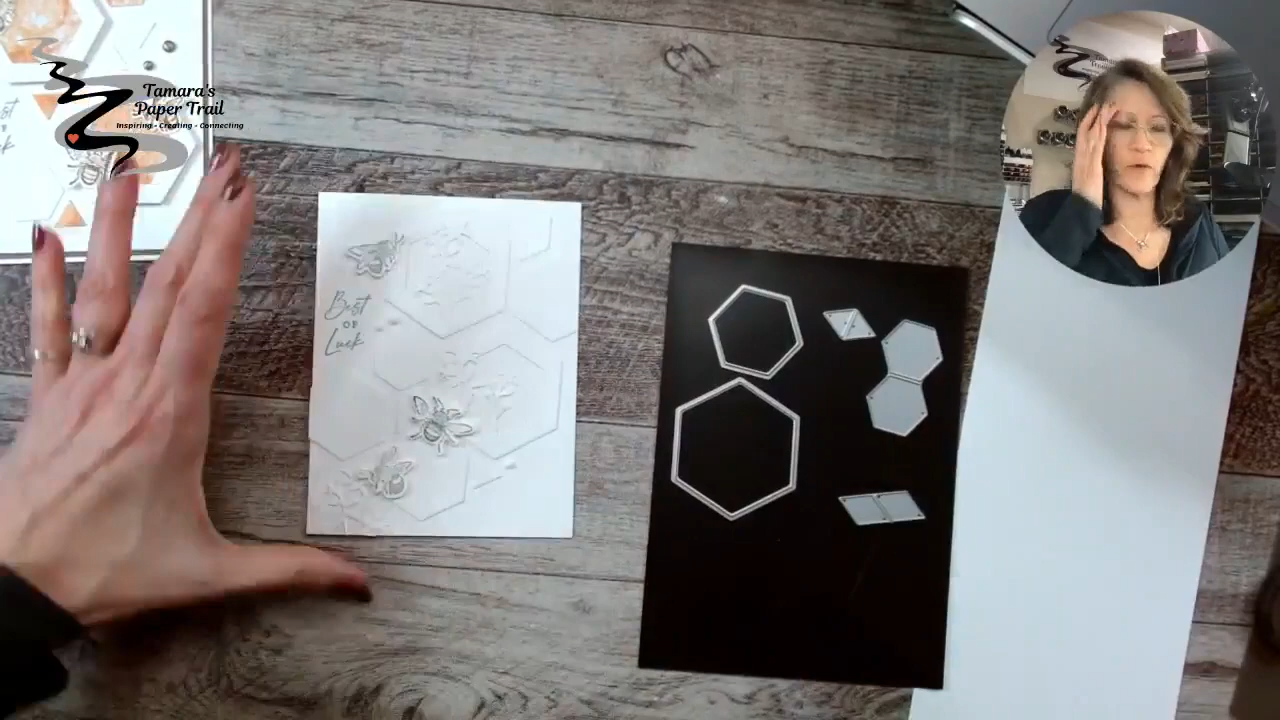 Tamara's
Paper Trail
Inspiring - Creating - Connecting
Best
OF
Luck